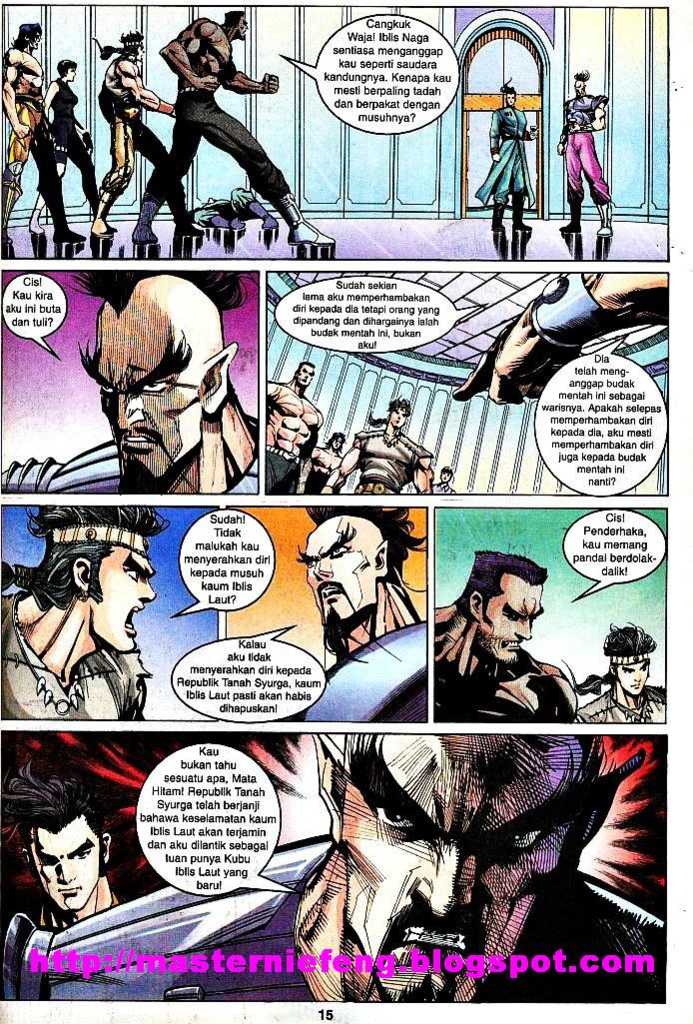 Cangkuk
Waja! Iblis Naga
sentiasa menganggap
kau seperti saudara
kandungnya. Kenapa kau
mesti berpaling tadah
dan berpakat dengan
musuhnya?
Cis!
Kau kira
aku ini buta
dan tuli?
Sudah sekian
lama aku memperhambakan
diri kepada dia tetapi orang yang
dipandang dan dihargainya ialah
budak mentah ini, bukan
aku!
Dia
telah meng-
anggap budak
mentah ini sebagai
warisnya. Apakah selepas
memperhambakan diri
kepada dia, aku mesti
memperhambakan diri
juga kepada budak
mentah ini
nanti?
Sudah!
Tidak
malukah kau
menyerahkan diri
kepada musuh
kaum Iblis
Laut?
Kalau
aku tidak
menyerahkan diri kepada
Republik Tanah Syurga, kaum
Iblis Laut pasti akan habis
dihapuskan!
Cis!
Penderhaka,
kau memang
pandai berdolak-
dalik!
Kau
bukan tahu
sesuatu apa, Mata
Hitam! Republik Tanah
Syurga telah berjanji
bahawa keselamatan kaum
Iblis Laut akan terjamin
dan aku dilantik sebagai
tuan punya Kubu
Iblis Laut yang
baru!
http://masterniefeng.blogspot.com
15